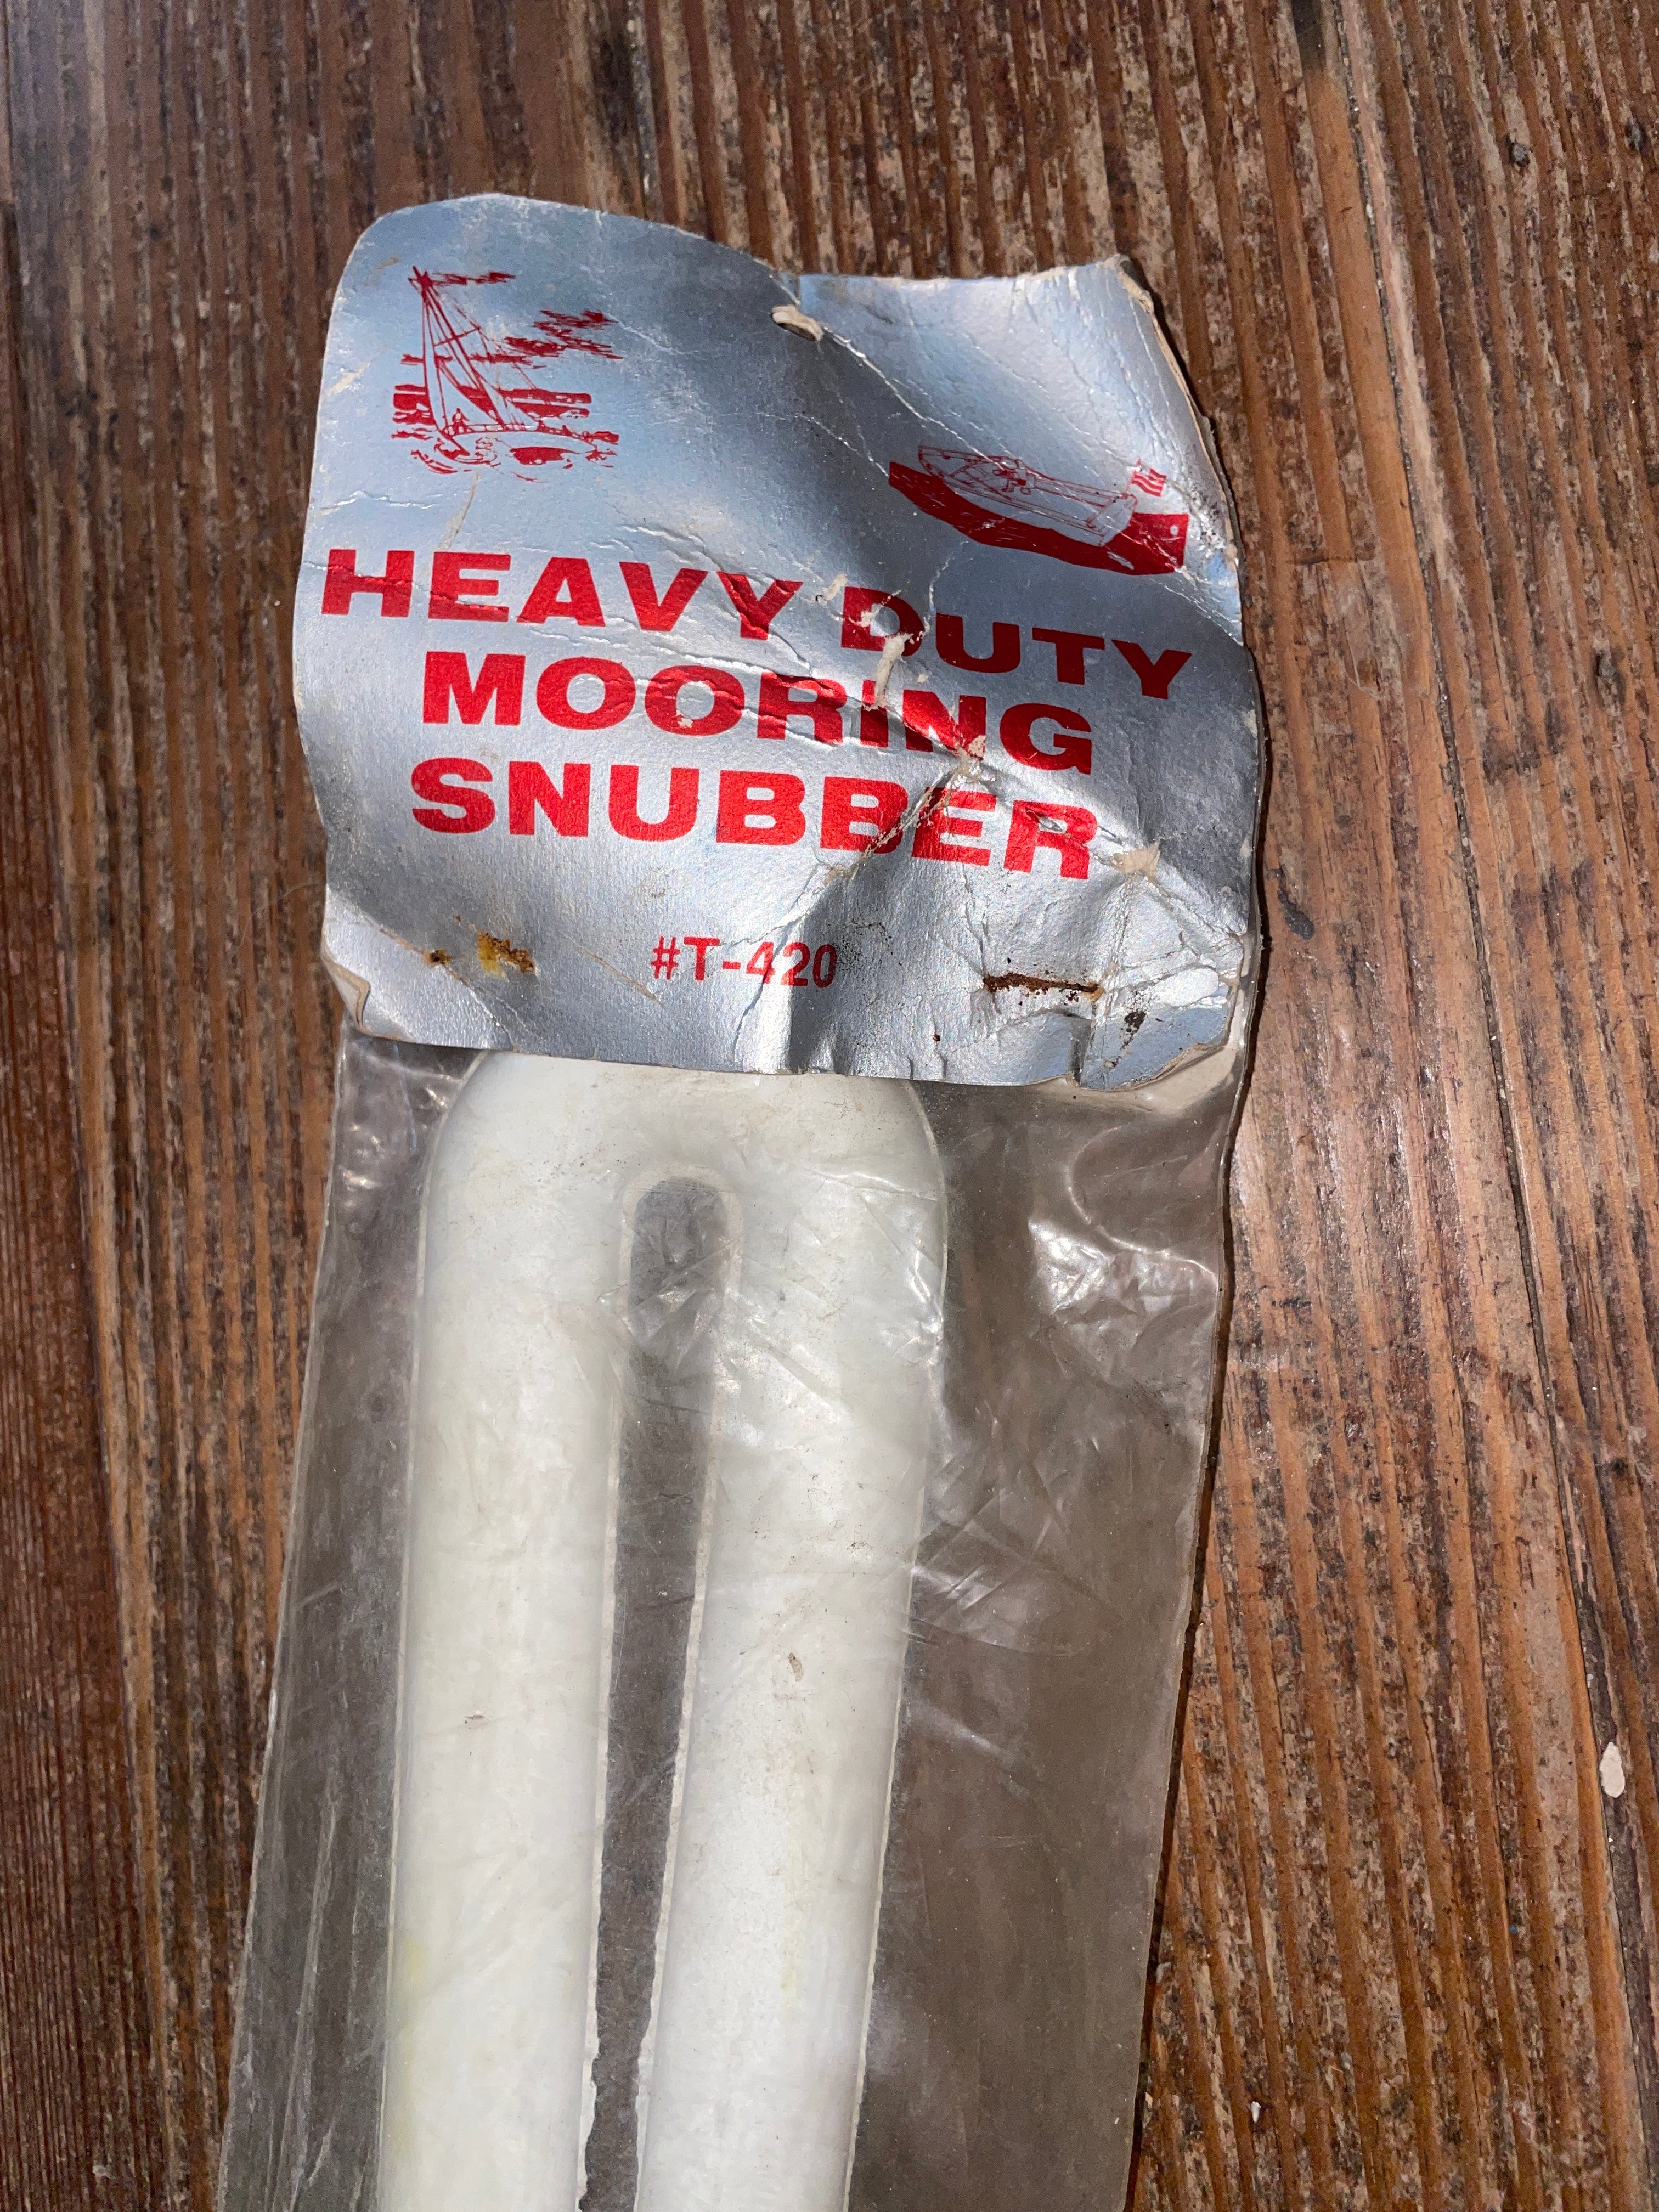 HEAVY DUTY
MOORING
SNUBBER
#T-420